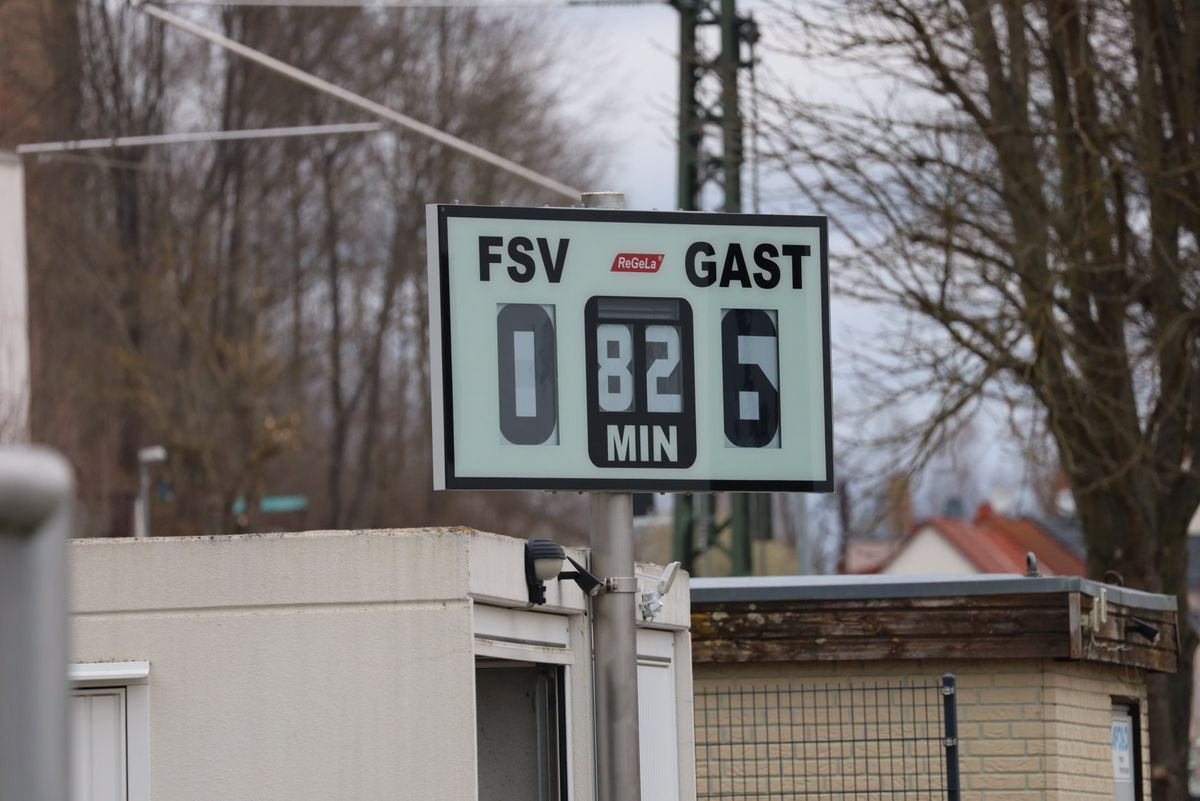 FSV ReGeLa® GAST
0 82 6
MIN